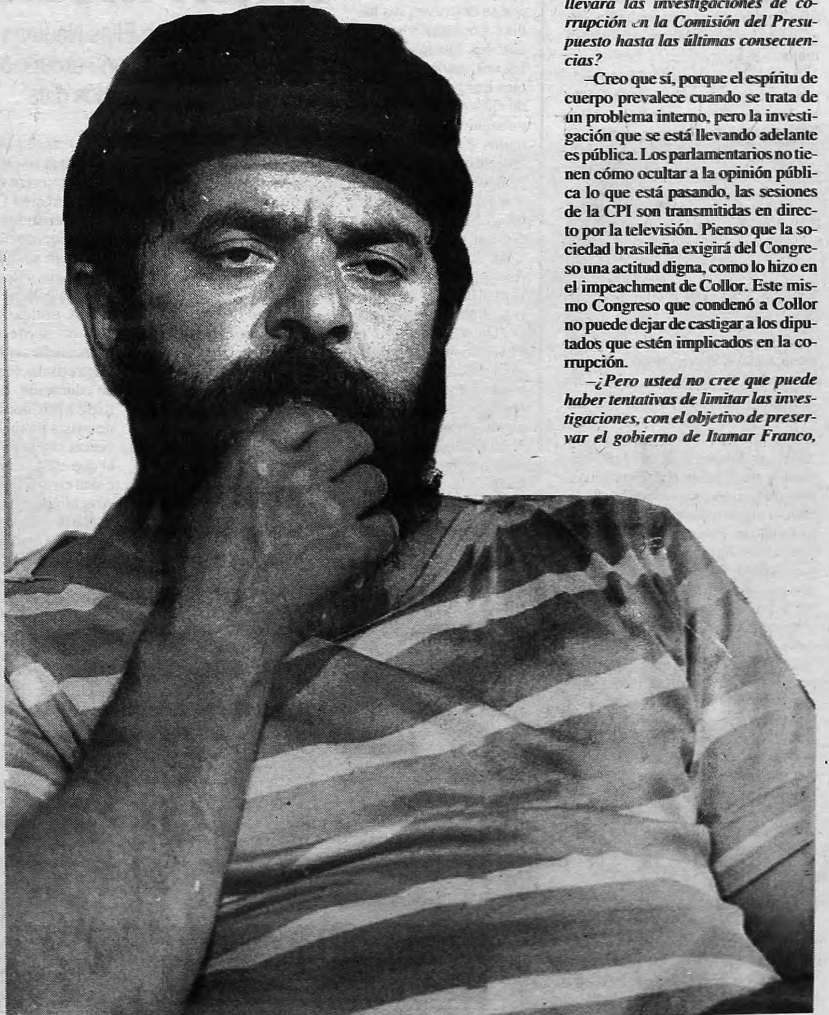 llevará las investigaciones de co-
rrupción en la Comisión del Presu-
puesto hasta las últimas consecuen-
cias?
–Creo que sí, porque el espíritu de
cuerpo prevalece cuando se trata de
un problema interno, pero la investi-
gación que se está llevando adelante
es pública. Los parlamentarios no tie-
nen cómo ocultar a la opinión públi-
ca lo que está pasando, las sesiones
de la CPI son transmitidas en direc-
to por la televisión. Pienso que la so-
ciedad brasileña exigirá del Congre-
so una actitud digna, como lo hizo en
el impeachment de Collor. Este mis-
mo Congreso que condenó a Collor
no puede dejar de castigar a los dipu-
tados que estén implicados en la co-
rrupción.
–¿Pero usted no cree que puede
haber tentativas de limitar las inves-
tigaciones, con el objetivo de preser-
var el gobierno de Itamar Franco,